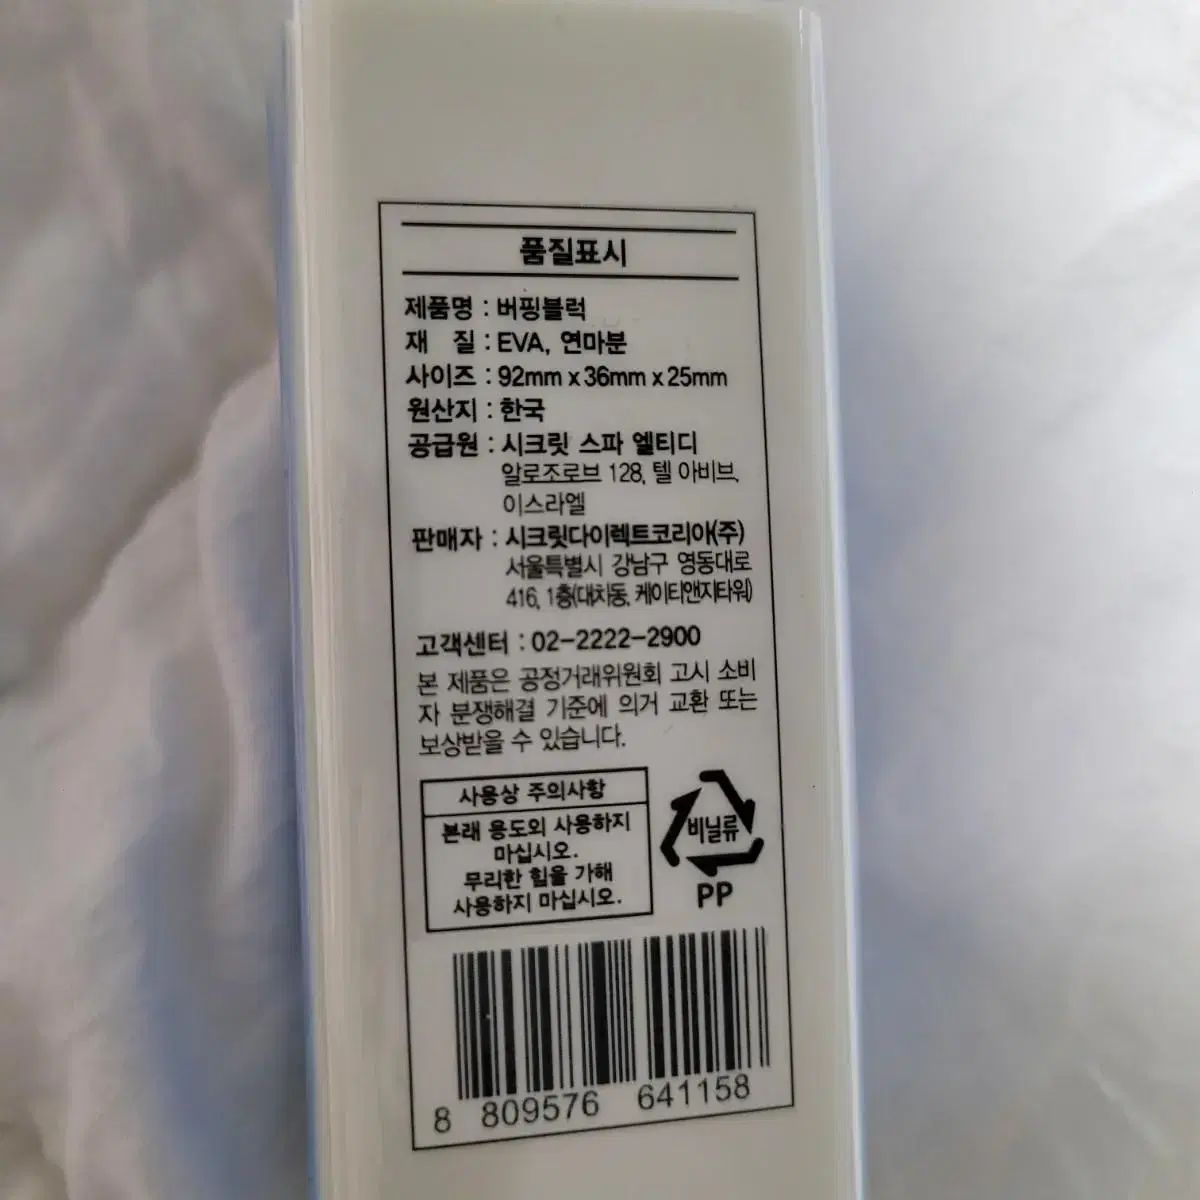 품질표시
제품명 : 버핑블럭
재 질 : EVA, 연마분
사이즈 : 92mm x 36mm x 25mm
원산지 : 한국
공급원 : 시크릿 스파 엘티디
알로조로브 128, 텔 아비브,
이스라엘
판매자 : 시크릿다이렉트코리아(주)
서울특별시 강남구 영동대로
416, 1층(대치동, 케이티앤지타워)
고객센터 : 02-2222-2900
본 제품은 공정거래위원회 고시 소비
자 분쟁해결 기준에 의거 교환 또는
보상받을 수 있습니다.
사용상 주의사항
본래 용도외 사용하지
마십시오.
무리한 힘을 가해
사용하지 마십시오.
비닐류
PP
8 809576 641158